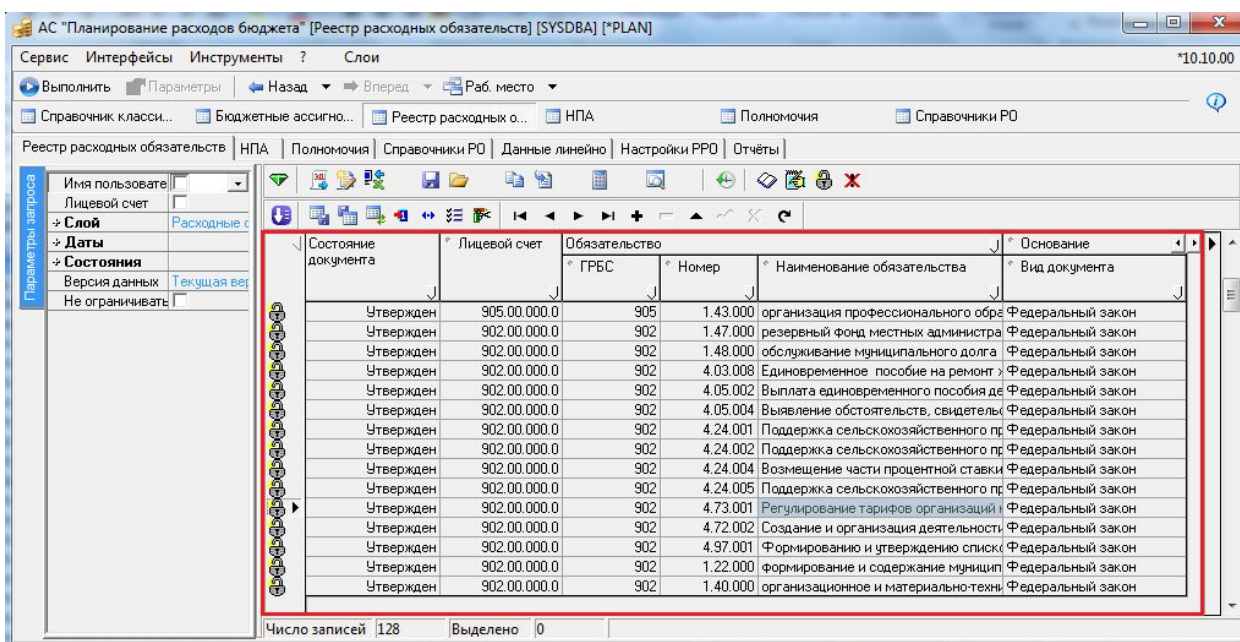 АС "Планирование расходов бюджета" [Реестр расходных обязательств] [SYSDBA] [*PLAN]
Сервис Интерфейсы Инструменты ? Слои *10.10.00
Выполнить Параметры Назад Вперед Раб. место
Справочник класси... Бюджетные ассигно... Реестр расходных о... НПА Полномочия Справочники РО
Реестр расходных обязательств НПА Полномочия Справочники РО Данные линейно Настройки РРО Отчёты
Параметры запроса
Имя пользовате
Лицевой счет
Слой Расходные о
Даты
Состояния
Версия данных Текущая вер
Не ограничивать
Состояние документа Лицевой счет Обязательство Основание
ГРБС Номер Наименование обязательства Вид документа
Утвержден 905.00.000.0 905 1.43.000 организация профессионального обра Федеральный закон
Утвержден 902.00.000.0 902 1.47.000 резервный фонд местных администра Федеральный закон
Утвержден 902.00.000.0 902 1.48.000 обслуживание муниципального долга Федеральный закон
Утвержден 902.00.000.0 902 4.03.008 Единовременное пособие на ремонт Федеральный закон
Утвержден 902.00.000.0 902 4.05.002 Выплата единовременного пособия де Федеральный закон
Утвержден 902.00.000.0 902 4.05.004 Выявление обстоятельств, свидетельс Федеральный закон
Утвержден 902.00.000.0 902 4.24.001 Поддержка сельскохозяйственного пр Федеральный закон
Утвержден 902.00.000.0 902 4.24.002 Поддержка сельскохозяйственного пр Федеральный закон
Утвержден 902.00.000.0 902 4.24.004 Возмещение части процентной ставки Федеральный закон
Утвержден 902.00.000.0 902 4.24.005 Поддержка сельскохозяйственного пр Федеральный закон
Утвержден 902.00.000.0 902 4.73.001 Регулирование тарифов организаций Федеральный закон
Утвержден 902.00.000.0 902 4.72.002 Создание и организация деятельности Федеральный закон
Утвержден 902.00.000.0 902 4.97.001 Формированию и утверждению списко Федеральный закон
Утвержден 902.00.000.0 902 1.22.000 формирование и содержание муницип Федеральный закон
Утвержден 902.00.000.0 902 1.40.000 организационное и материально-техни Федеральный закон
Число записей 128 Выделено 0